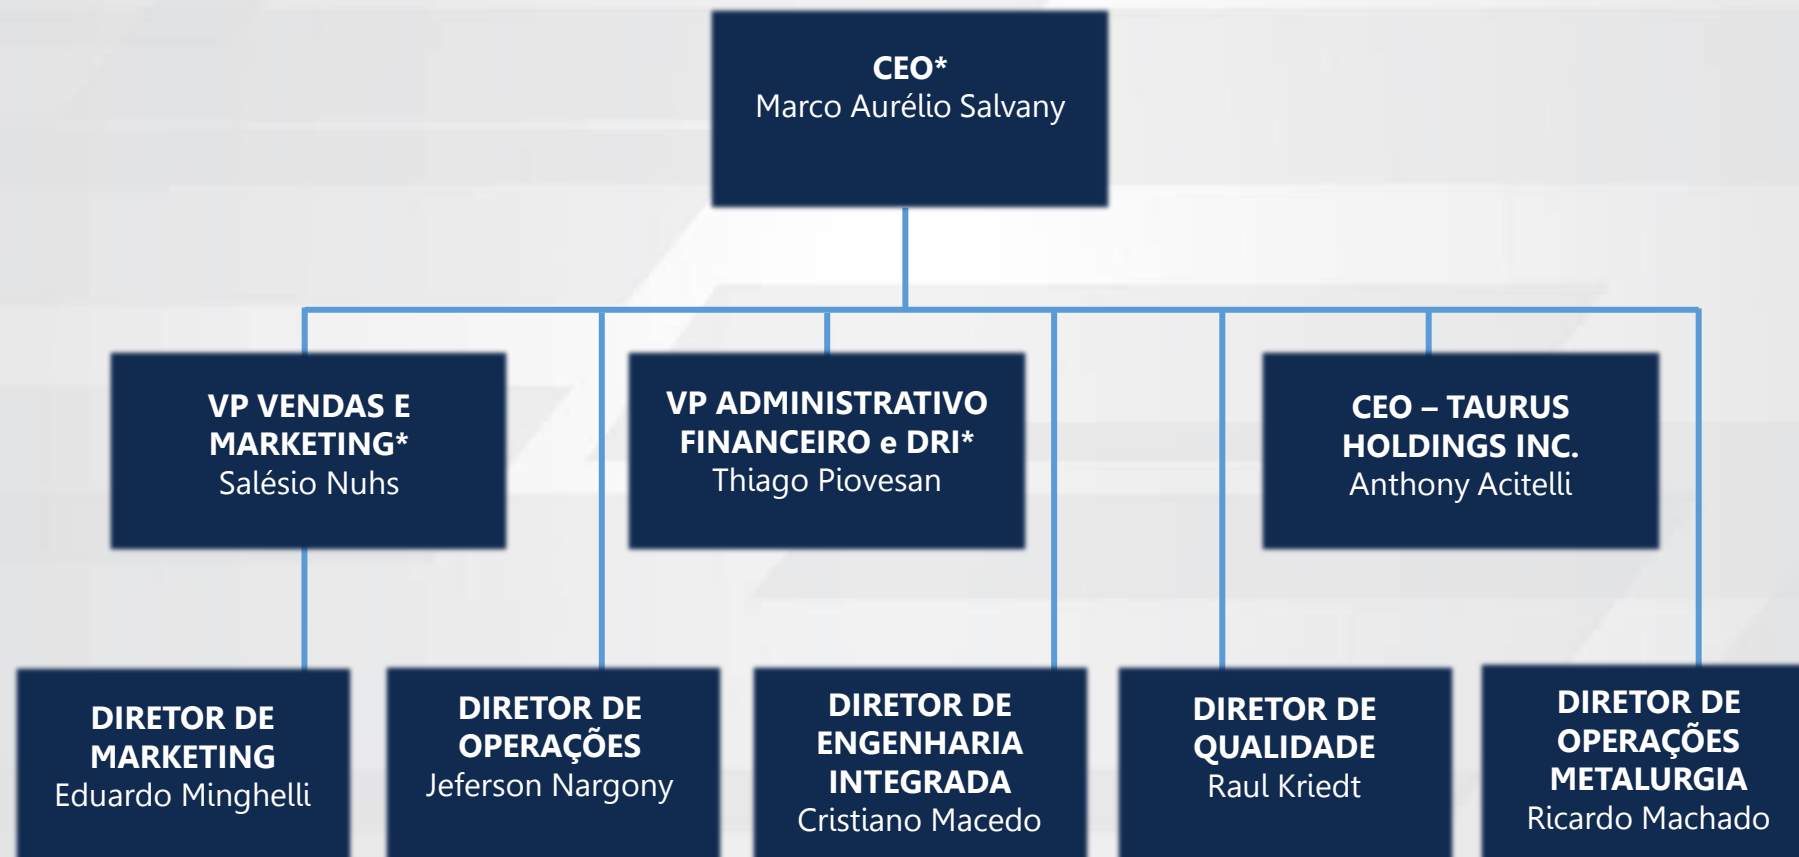 CEO*
Marco Aurélio Salvany
VP VENDAS E
MARKETING*
Salésio Nuhs
VP ADMINISTRATIVO
FINANCEIRO e DRI*
Thiago Piovesan
CEO – TAURUS
HOLDINGS INC.
Anthony Acitelli
DIRETOR DE
MARKETING
Eduardo Minghelli
DIRETOR DE
OPERAÇÕES
Jeferson Nargony
DIRETOR DE
ENGENHARIA
INTEGRADA
Cristiano Macedo
DIRETOR DE
QUALIDADE
Raul Kriedt
DIRETOR DE
OPERAÇÕES
METALURGIA
Ricardo Machado